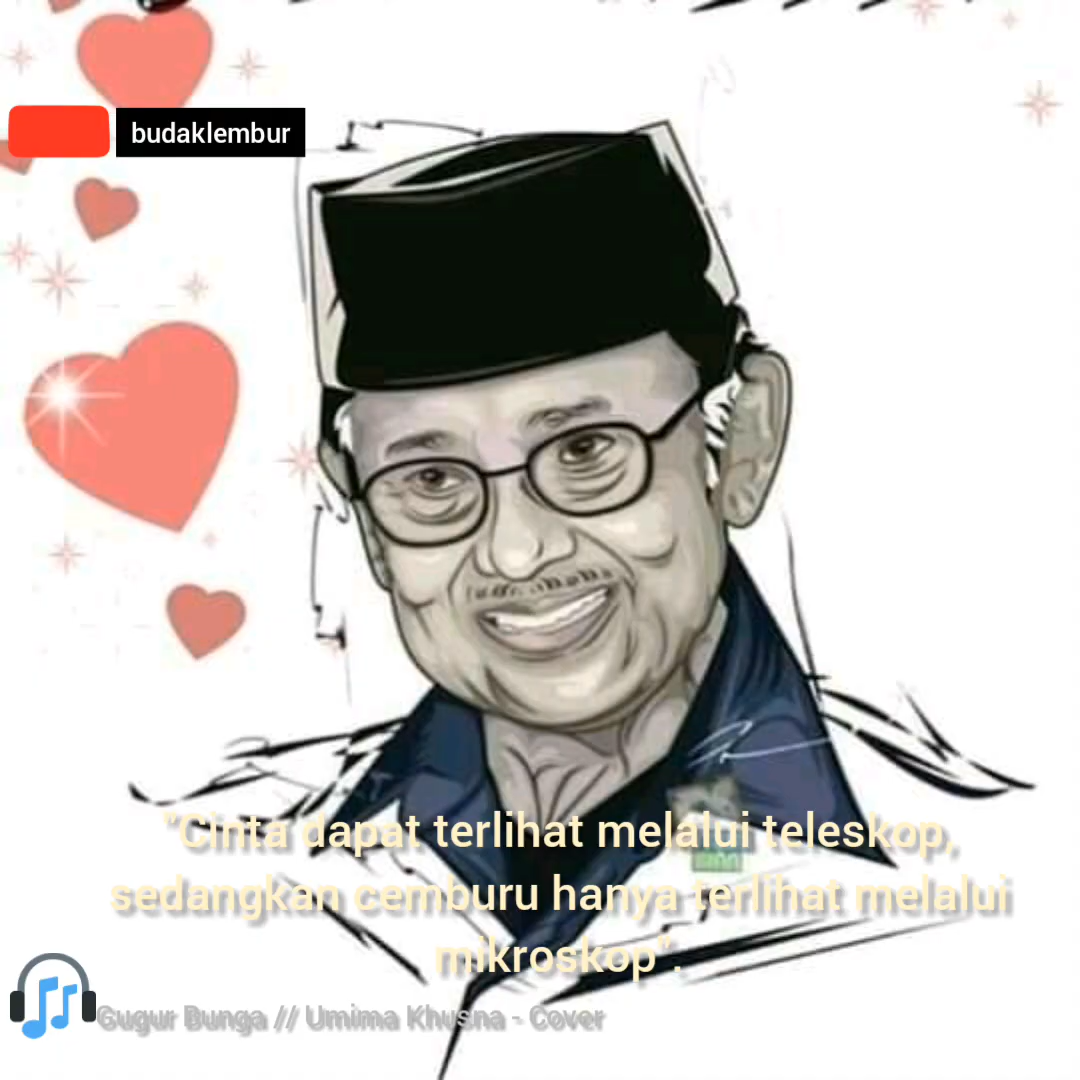 budaklembur
"Cinta dapat terlihat melalui teleskop,
sedangkan cemburu hanya terlihat melalui
mikroskop".
Gugur Bunga // Umima Khusna - Cover